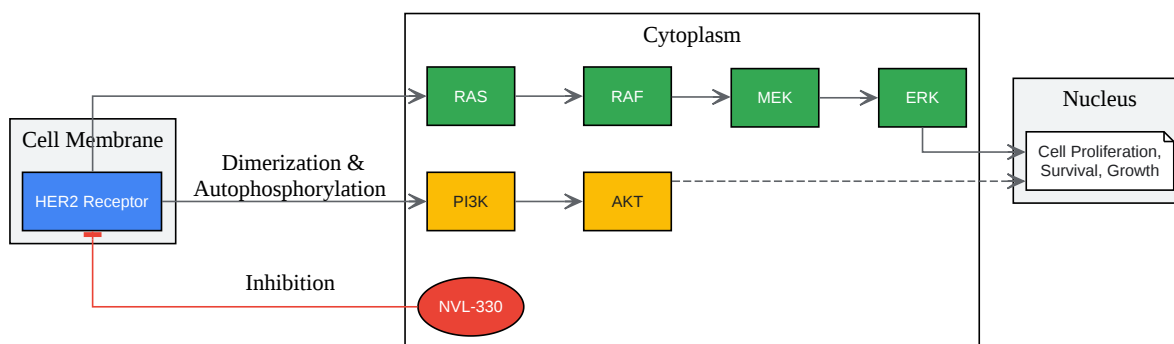 Cytoplasm
RAS
RAF
MEK
ERK
Nucleus
Cell Proliferation,
Survival, Growth
Cell Membrane
HER2 Receptor
Dimerization &
Autophosphorylation
PI3K
AKT
Inhibition
NVL-330